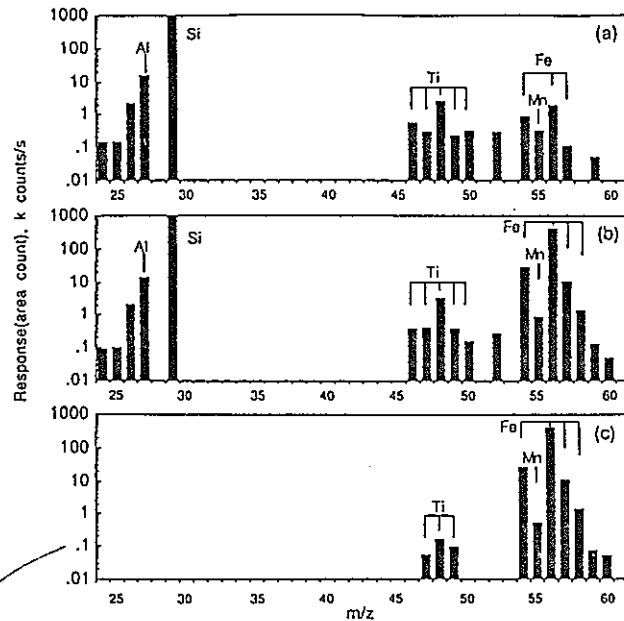 Response(area count), k counts/s
1000
100
10
1
.1
.01
Al
Si
Ti
Fe
Mn
(a)
25 30 35 40 45 50 55 60
1000
100
10
1
.1
.01
Al
Si
Ti
Fe
Mn
(b)
25 30 35 40 45 50 55 60
1000
100
10
1
.1
.01
Ti
Fe
Mn
(c)
25 30 35 40 45 50 55 60
m/z